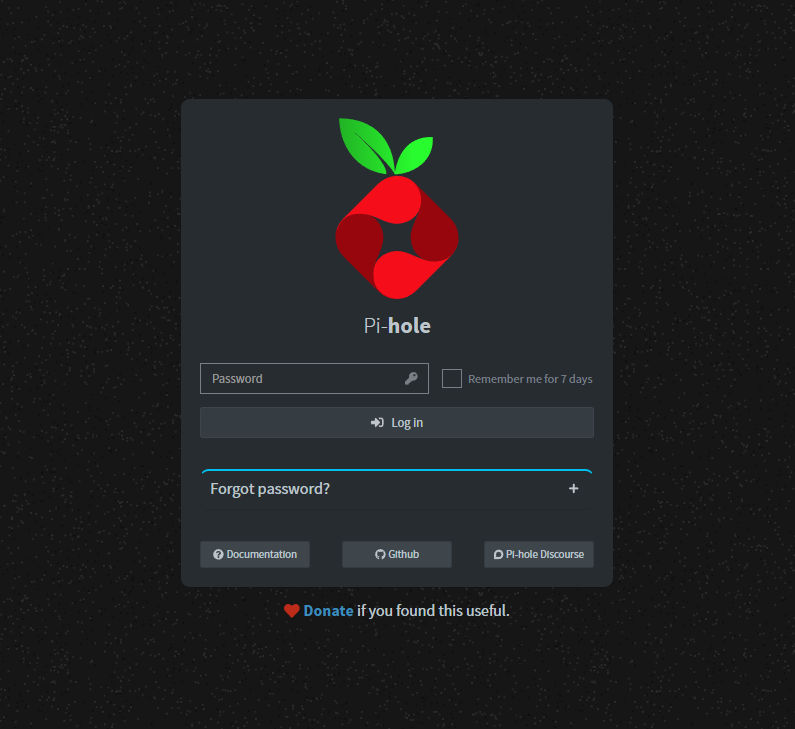 Pi-hole
Password
Remember me for 7 days
Log in
Forgot password?
Documentation
Github
Pi-hole Discourse
Donate if you found this useful.